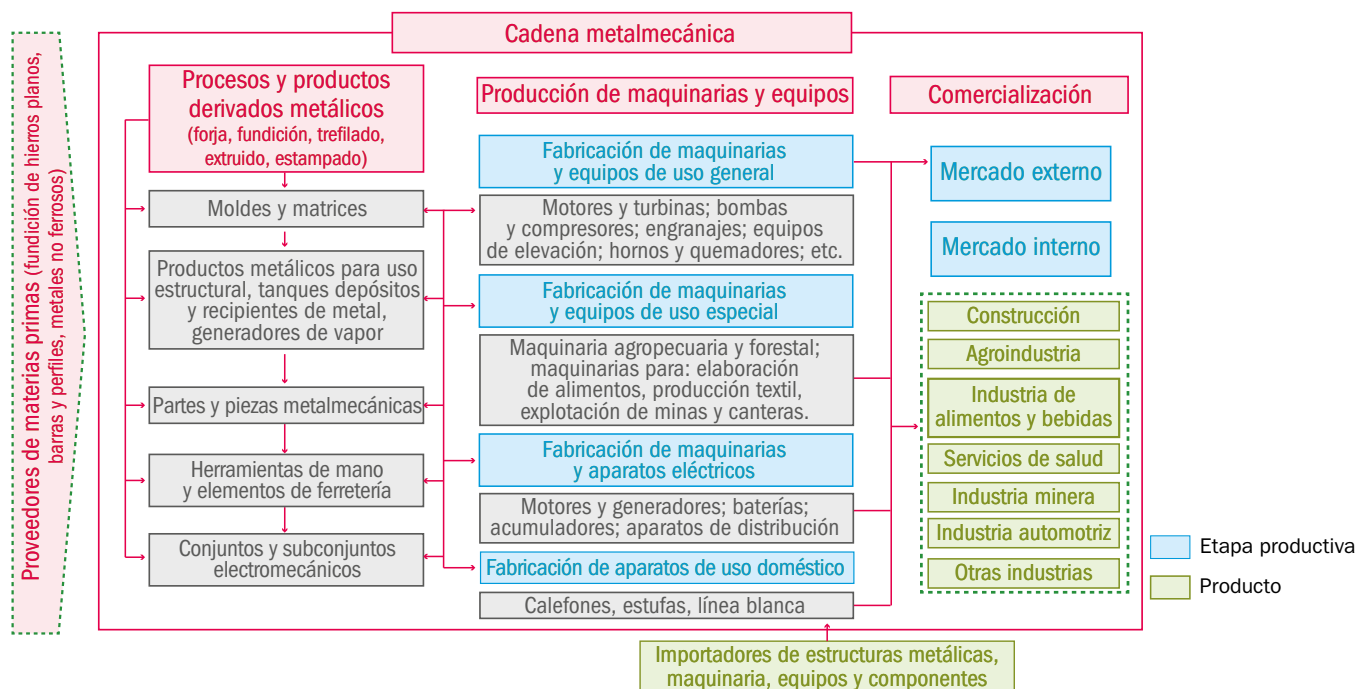 Cadena metalmecánica
Proveedores de materias primas (fundición de hierros planos,
barras y perfiles, metales no ferrosos)
Procesos y productos
derivados metálicos
(forja, fundición, trefilado,
extruido, estampado)
Moldes y matrices
Productos metálicos para uso
estructural, tanques depósitos
y recipientes de metal,
generadores de vapor
Partes y piezas metalmecánicas
Herramientas de mano
y elementos de ferretería
Conjuntos y subconjuntos
electromecánicos
Producción de maquinarias y equipos
Fabricación de maquinarias
y equipos de uso general
Motores y turbinas; bombas
y compresores; engranajes; equipos
de elevación; hornos y quemadores; etc.
Fabricación de maquinarias
y equipos de uso especial
Maquinaria agropecuaria y forestal;
maquinarias para: elaboración
de alimentos, producción textil,
explotación de minas y canteras.
Fabricación de maquinarias
y aparatos eléctricos
Motores y generadores; baterías;
acumuladores; aparatos de distribución
Fabricación de aparatos de uso doméstico
Calefones, estufas, línea blanca
Comercialización
Mercado externo
Mercado interno
Construcción
Agroindustria
Industria de
alimentos y bebidas
Servicios de salud
Industria minera
Industria automotriz
Otras industrias
Etapa productiva
Producto
Importadores de estructuras metálicas,
maquinaria, equipos y componentes